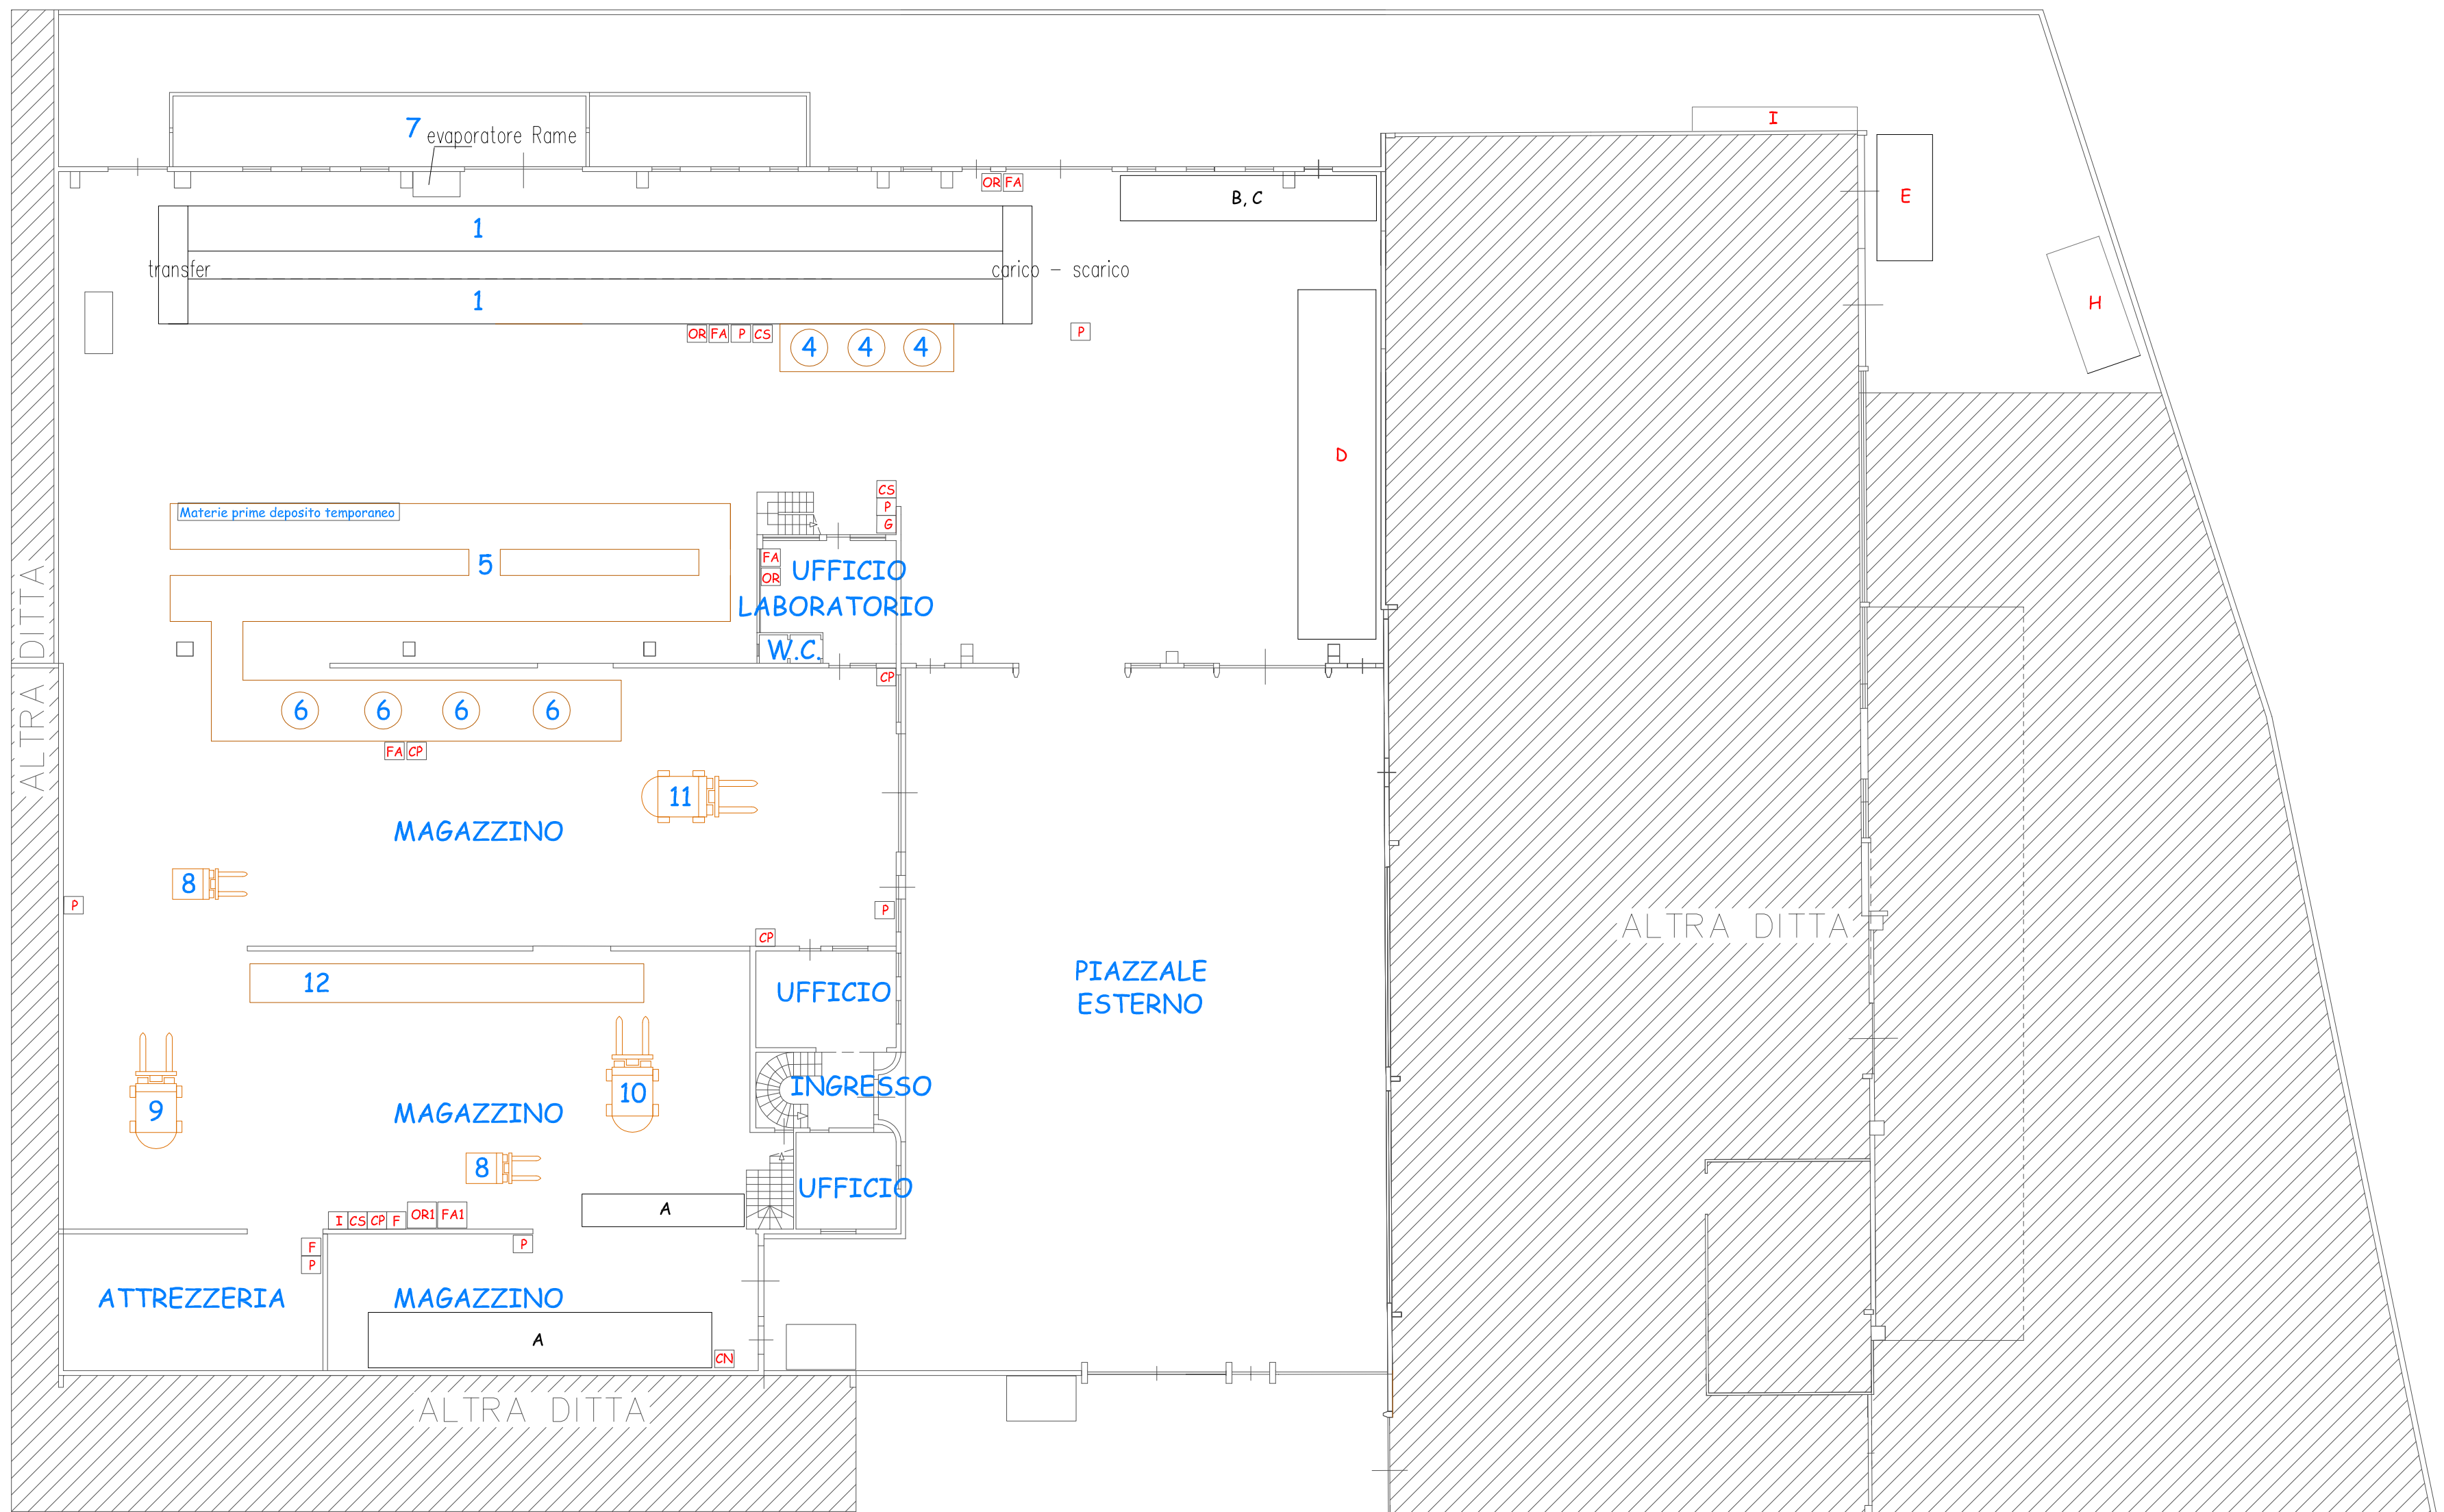 I
7 evaporatore Rame
OR FA
B, C
E
1
transfer
carico - scarico
H
1
OR FA P CS
P
4 4 4
D
CS
P
G
Materie prime deposito temporaneo
5
FA
OR
UFFICIO
LABORATORIO
W.C.
ALTRA DITTA
CP
6 6 6 6
ALTRA DITTA
FA CP
11
MAGAZZINO
8
P
P
CP
ALTRA DITTA
12
UFFICIO
PIAZZALE
ESTERNO
9
10
INGRESSO
MAGAZZINO
8
UFFICIO
A
I CS CP F OR1 FA1
F
P
P
ATTREZZERIA
MAGAZZINO
A
CN
ALTRA DITTA